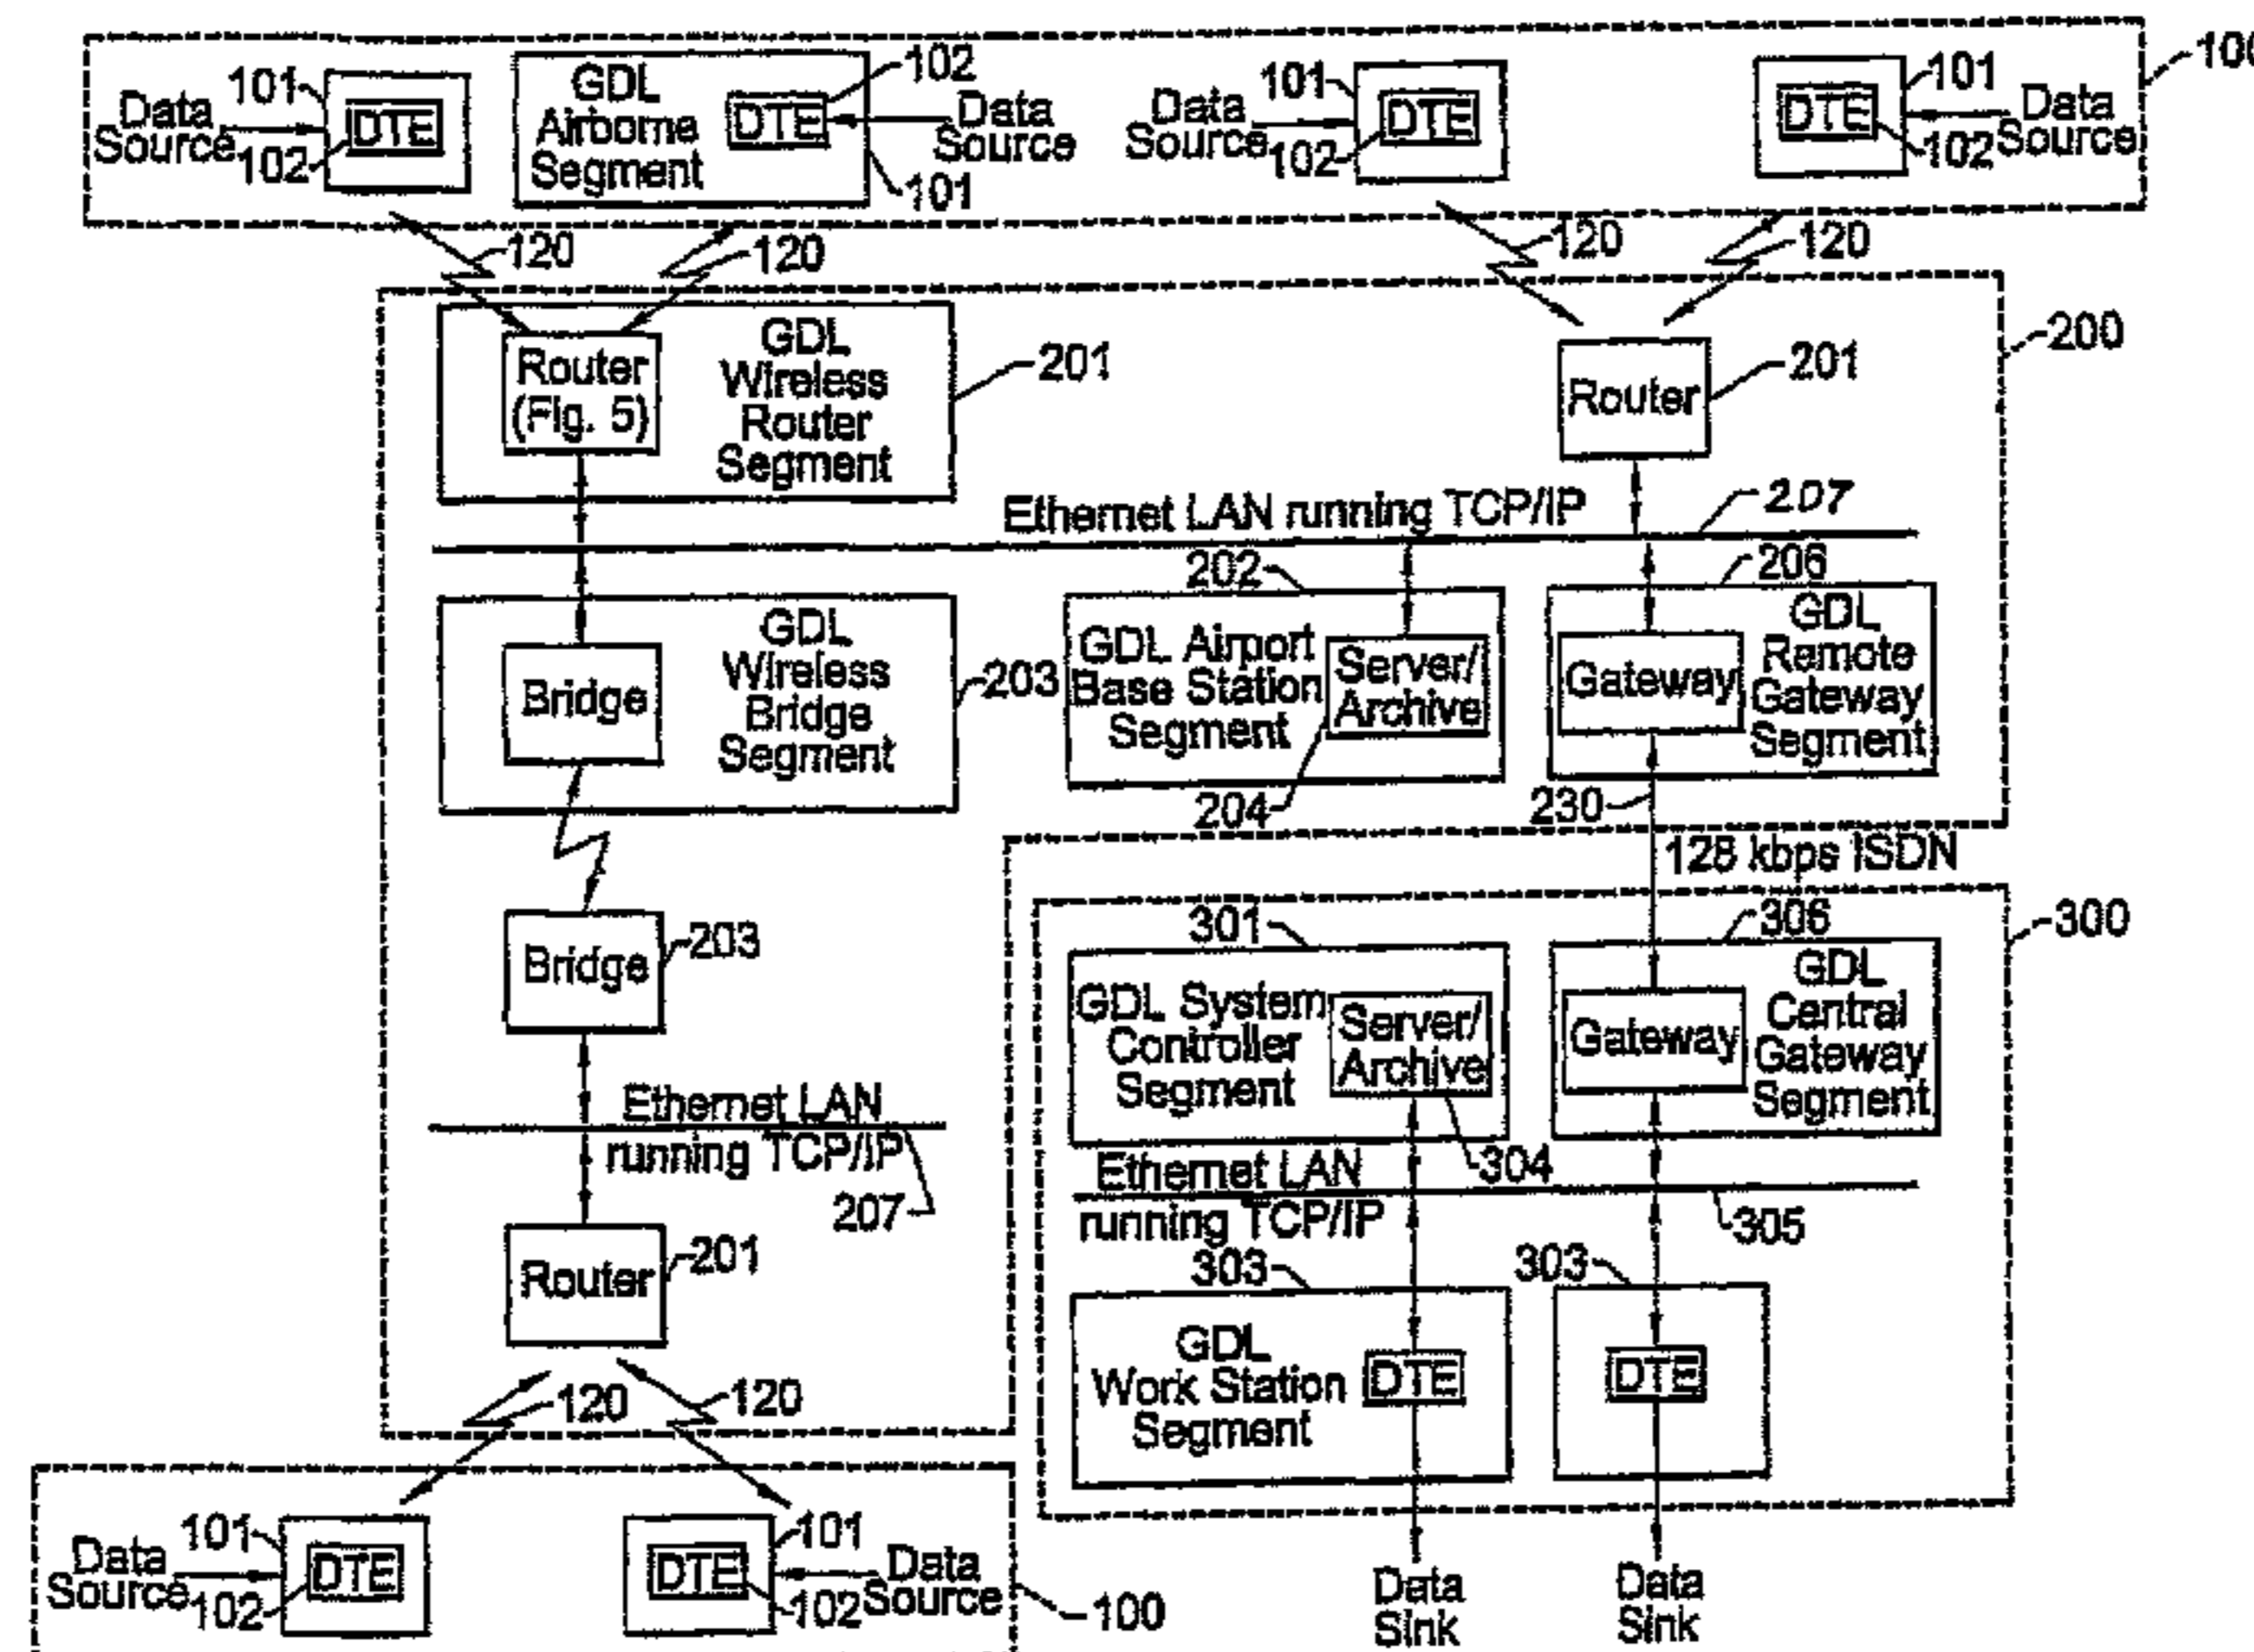 100
101
Data
Source
102
DTE
GDL
Airborne
Segment
DTE
102
Data
Source
101
Data
Source
101
102
DTE
DTE
101
102
Data
Source
120
120
120
120
200
Router
(Fig. 5)
GDL
Wireless
Router
Segment
201
Router
201
Ethernet LAN running TCP/IP
207
Bridge
GDL
Wireless
Bridge
Segment
203
202
GDL Airport
Base Station
Segment
Server/
Archive
204
206
Gateway
GDL
Remote
Gateway
Segment
230
128 kbps ISDN
Bridge
203
Ethernet LAN
running TCP/IP
207
Router
201
120
120
300
301
GDL System
Controller
Segment
Server/
Archive
304
306
Gateway
GDL
Central
Gateway
Segment
Ethernet LAN
running TCP/IP
305
303
GDL
Work Station
Segment
DTE
303
DTE
Data
Sink
Data
Sink
Data
Source
101
102
DTE
DTE
101
102
Data
Source
100